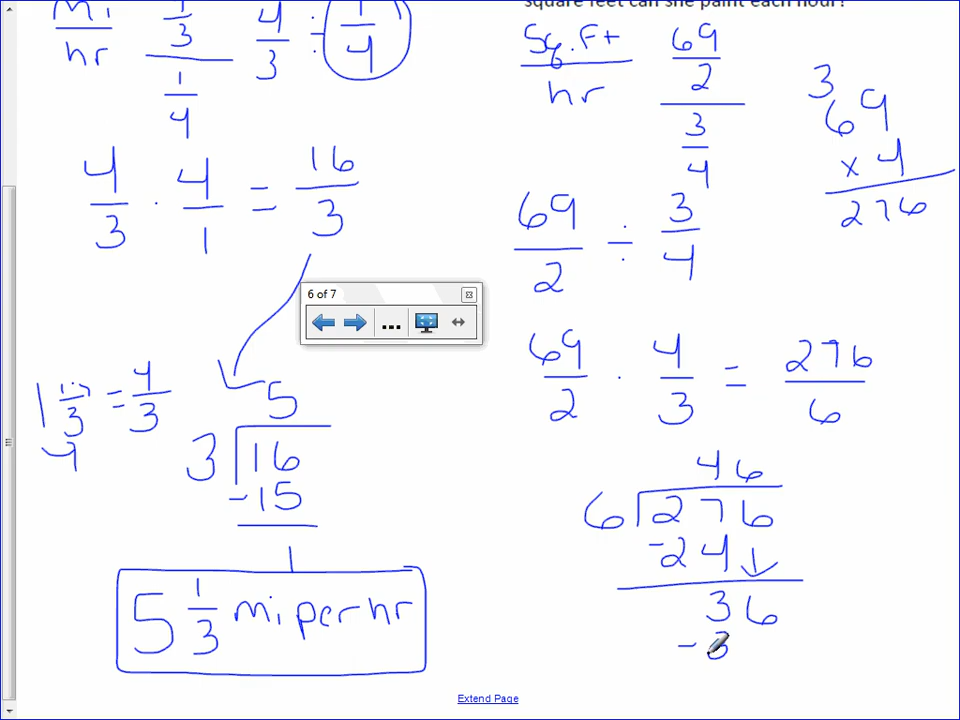 square feet can she paint each hour?
mi/hr 1 1/3 / 1/4 4/3 ÷ 1/4
4/3 · 4/1 = 16/3
6 of 7
1 1/3 = 4/3
4
5
3 16
-15
1
5 1/3 mi per hr
Sq.Ft/hr 69/2 / 3/4
3
69
x 4
276
69/2 ÷ 3/4
69/2 · 4/3 = 276/6
46
6 276
-24
36
-3
Extend Page